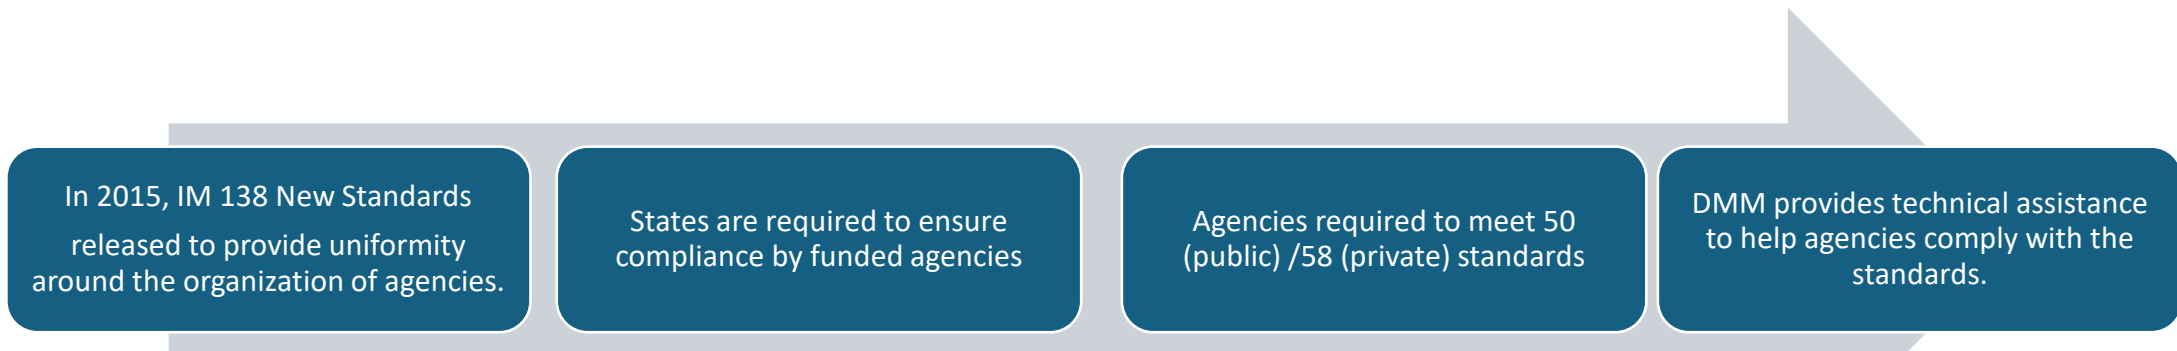 In 2015, IM 138 New Standards
released to provide uniformity
around the organization of agencies.
States are required to ensure
compliance by funded agencies
Agencies required to meet 50
(public) /58 (private) standards
DMM provides technical assistance
to help agencies comply with the
standards.